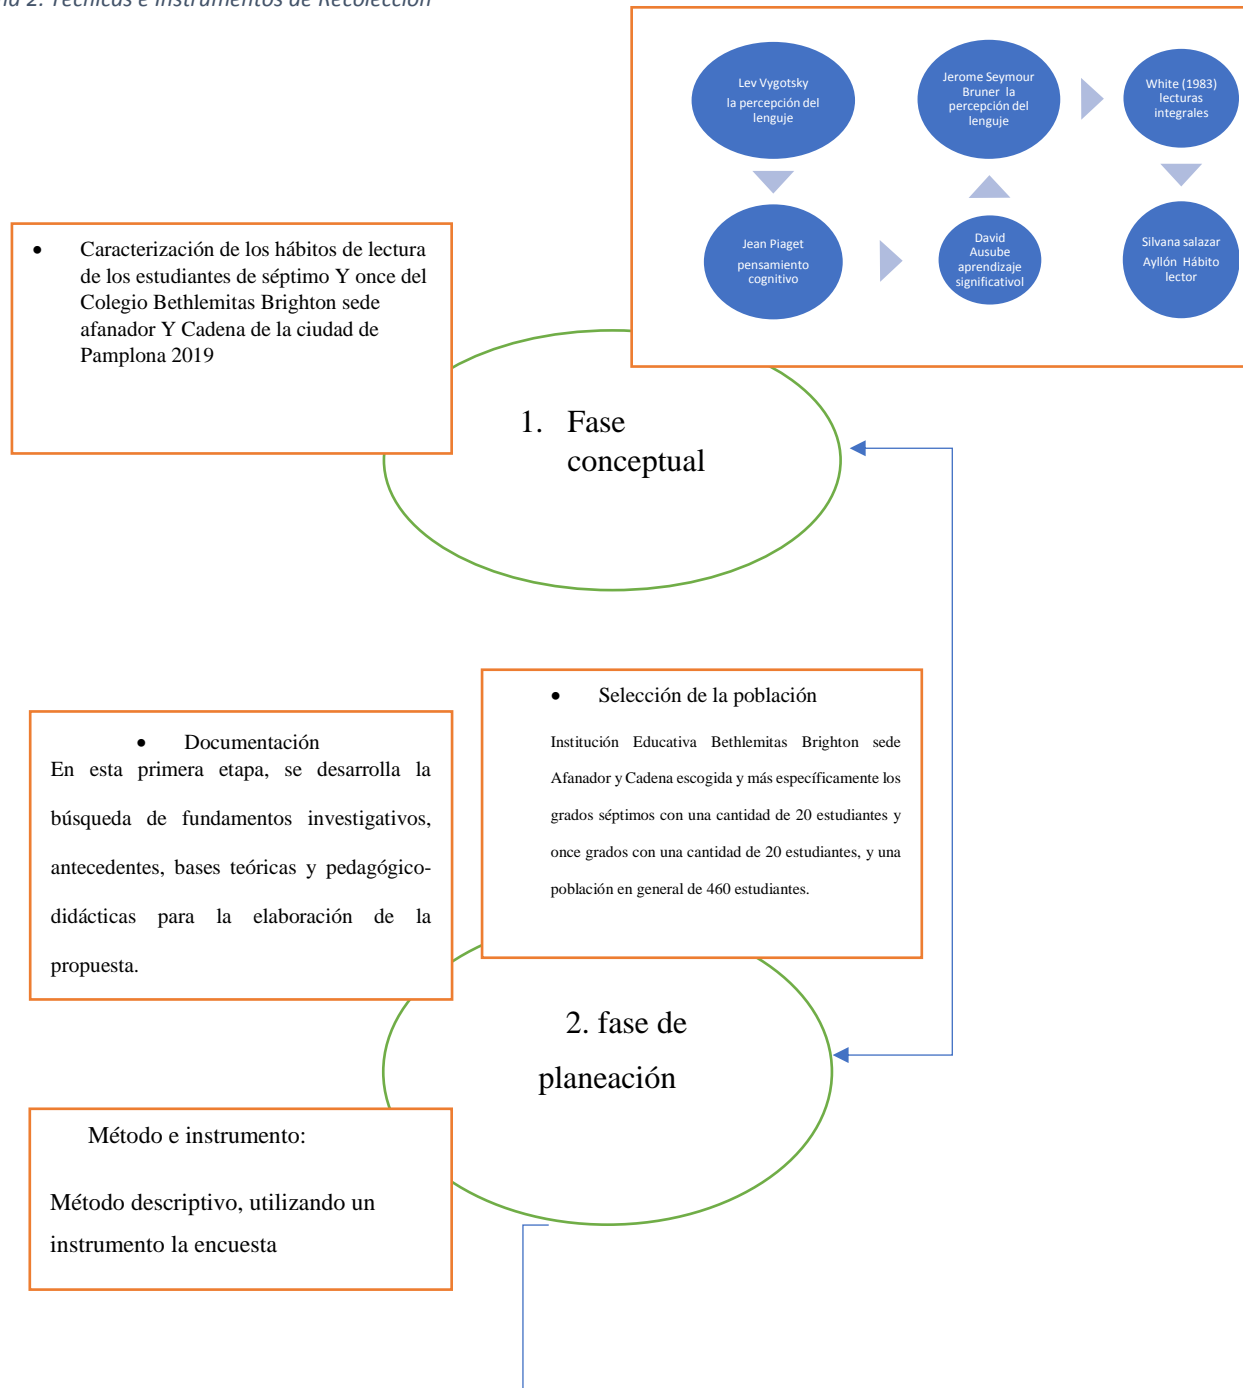 2. Técnicas e Instrumentos de Recolección
Lev Vygotsky
la percepción del
lenguje
Jean Piaget
pensamiento
cognitivo
David
Ausube
aprendizaje
significativol
Jerome Seymour
Bruner la
percepción del
lenguje
White (1983)
lecturas
integrales
Silvana salazar
Ayllón Hábito
lector
• Caracterización de los hábitos de lectura
de los estudiantes de séptimo Y once del
Colegio Bethlemitas Brighton sede
afanador Y Cadena de la ciudad de
Pamplona 2019
1. Fase
conceptual
• Selección de la población
Institución Educativa Bethlemitas Brighton sede
Afanador y Cadena escogida y más específicamente los
grados séptimos con una cantidad de 20 estudiantes y
once grados con una cantidad de 20 estudiantes, y una
población en general de 460 estudiantes.
• Documentación
En esta primera etapa, se desarrolla la
búsqueda de fundamentos investigativos,
antecedentes, bases teóricas y pedagógico-
didácticas para la elaboración de la
propuesta.
2. fase de
planeación
Método e instrumento:
Método descriptivo, utilizando un
instrumento la encuesta